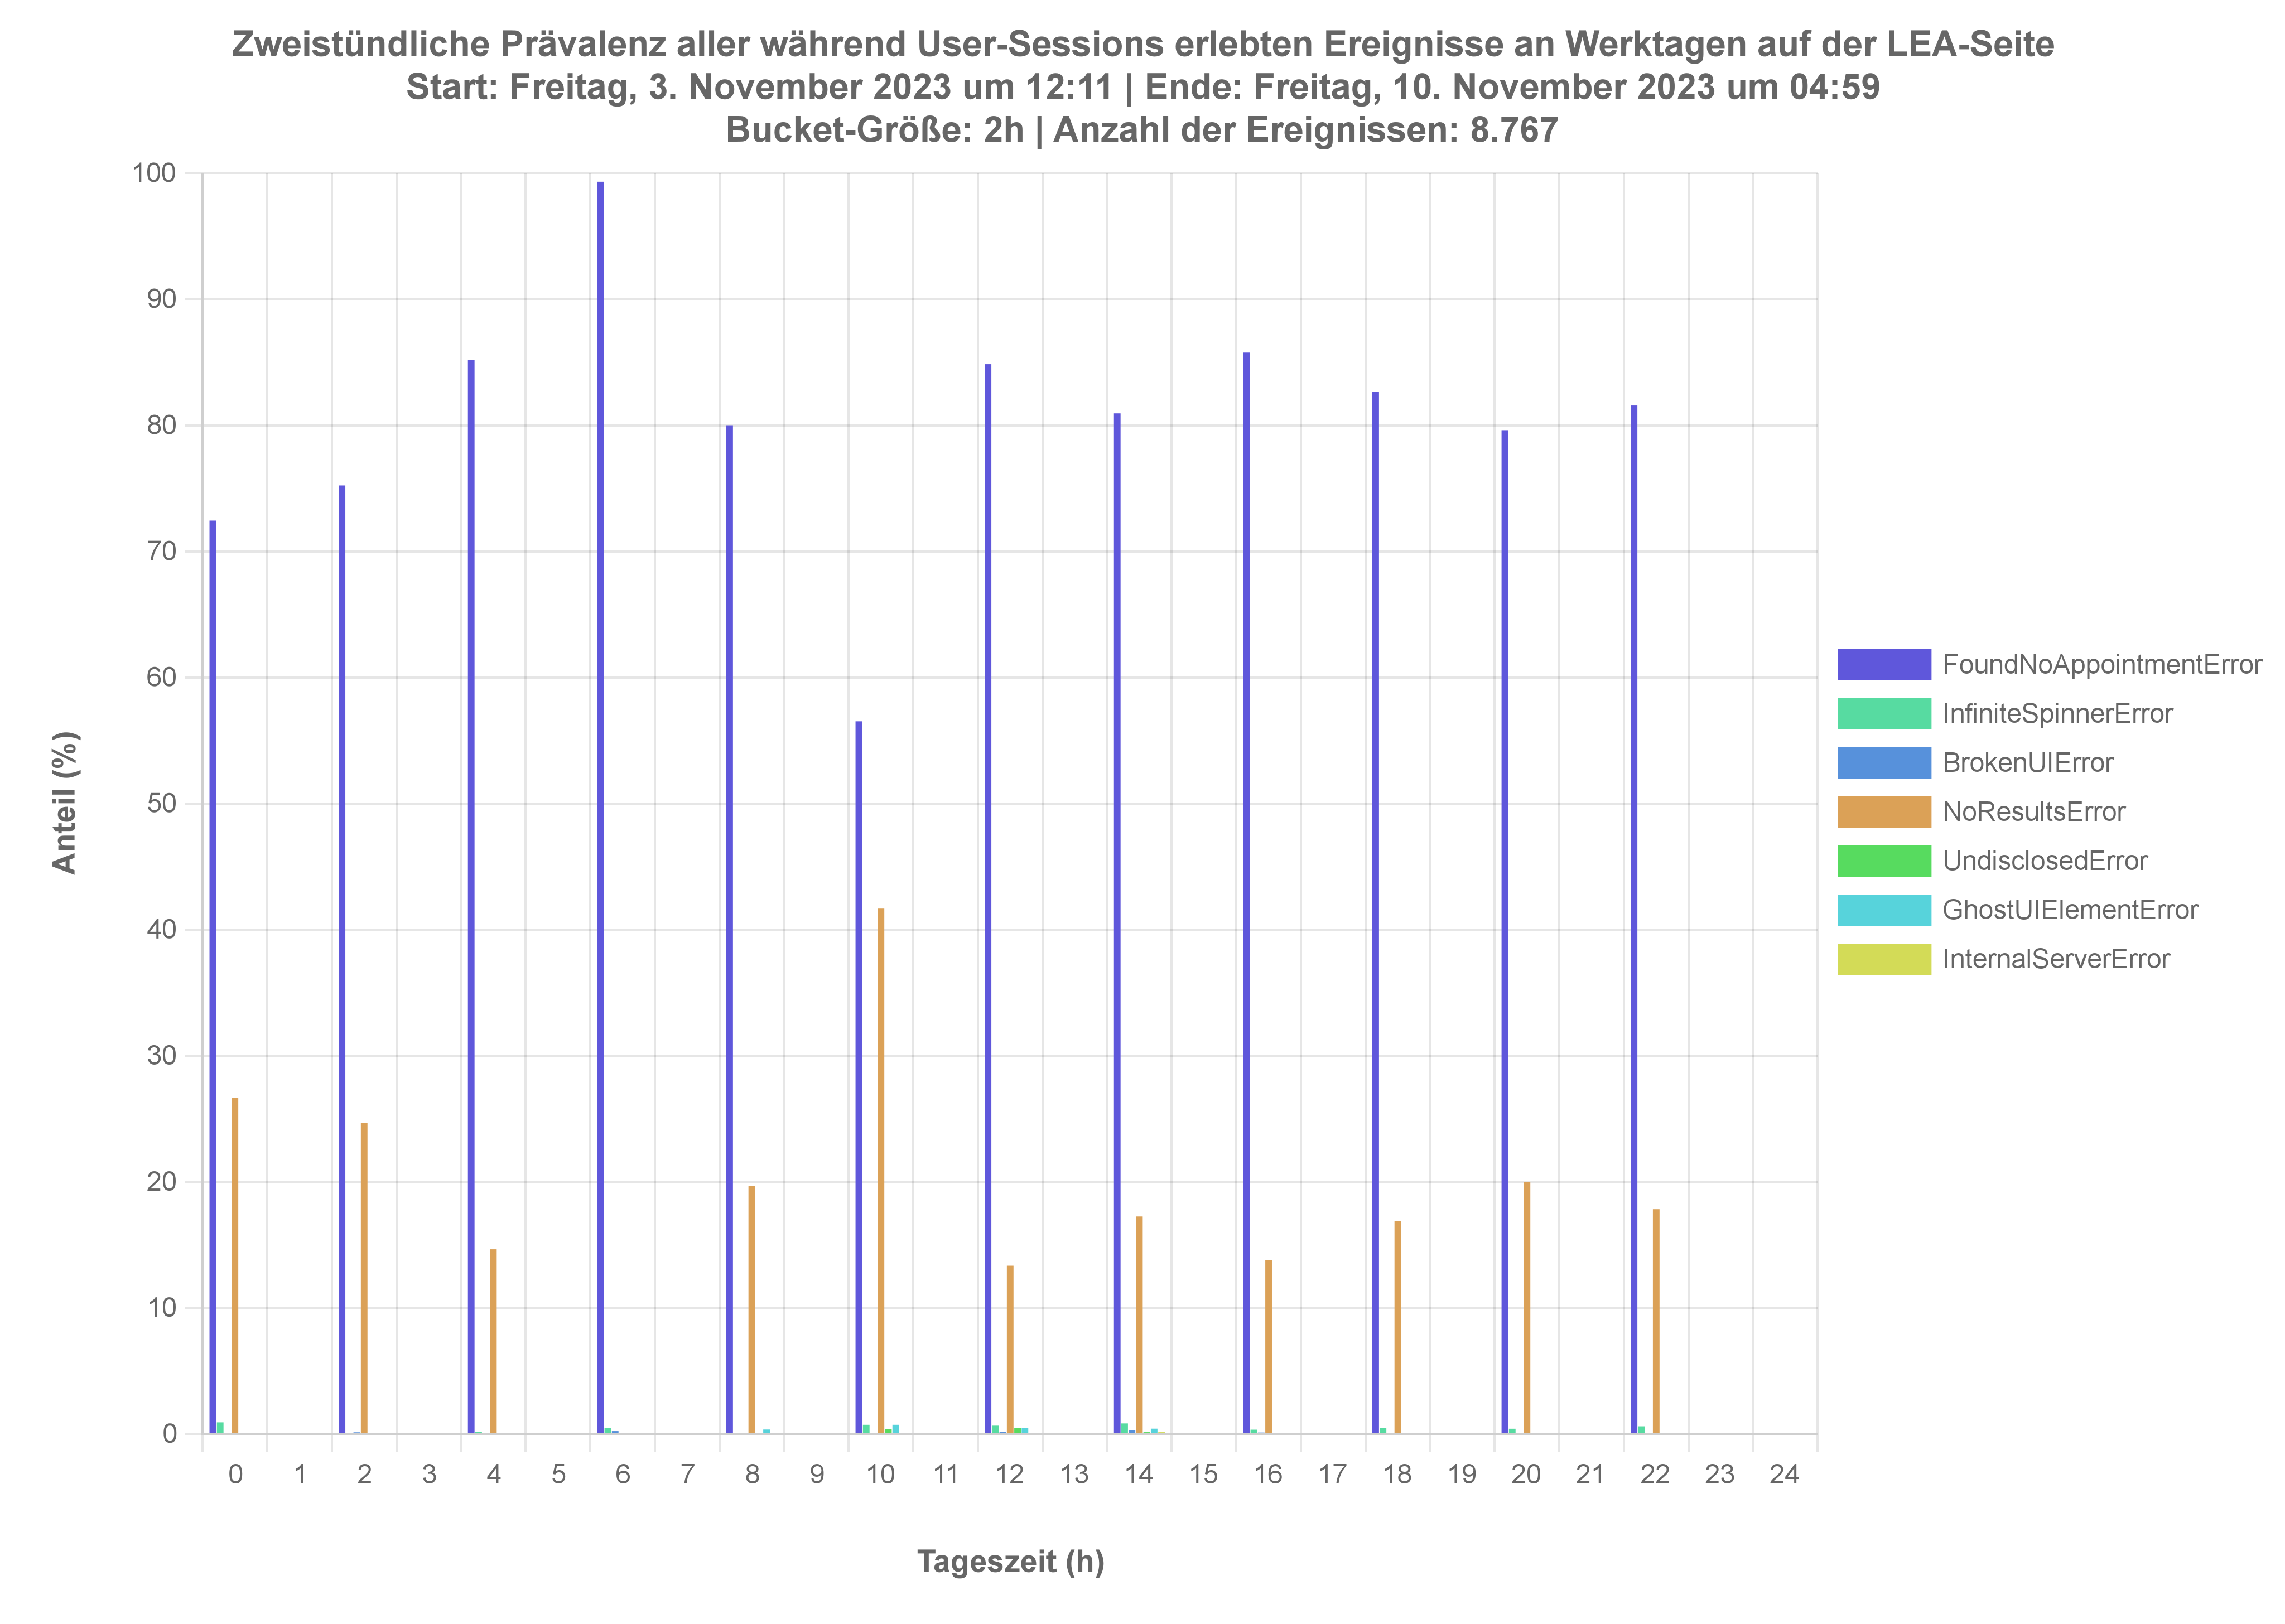 Zweistündliche Prävalenz aller während User-Sessions erlebten Ereignisse an Werktagen auf der LEA-Seite
Start: Freitag, 3. November 2023 um 12:11 | Ende: Freitag, 10. November 2023 um 04:59
Bucket-Größe: 2h | Anzahl der Ereignissen: 8.767
100
90
80
70
60
50
40
30
20
10
0
Anteil (%)
0 1 2 3 4 5 6 7 8 9 10 11 12 13 14 15 16 17 18 19 20 21 22 23 24
Tageszeit (h)
FoundNoAppointmentError
InfiniteSpinnerError
BrokenUIError
NoResultsError
UndisclosedError
GhostUIElementError
InternalServerError